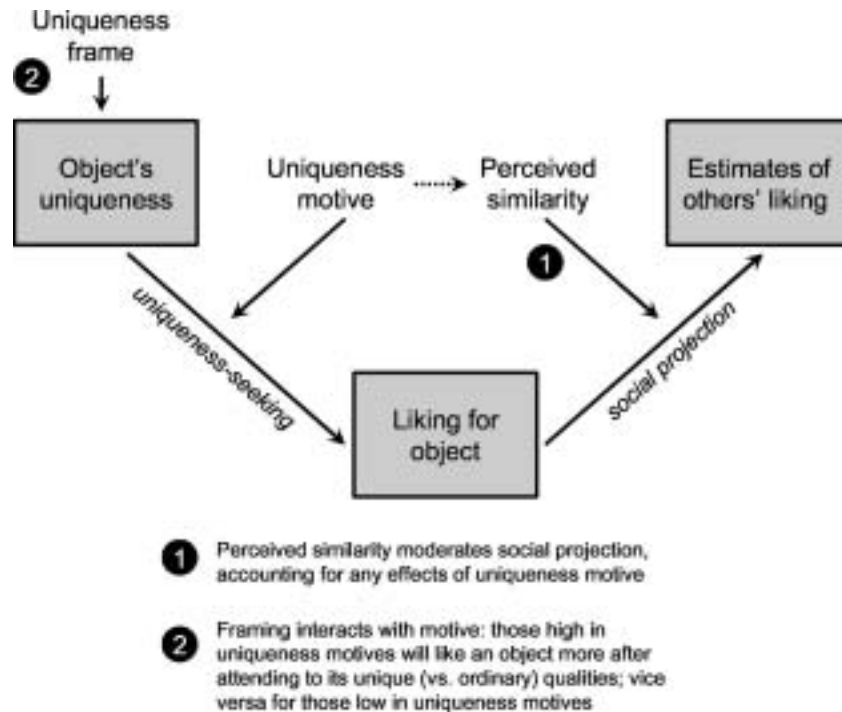 Uniqueness
frame
2
Object's
uniqueness
Uniqueness
motive
Perceived
similarity
Estimates of
others' liking
1
uniqueness-seeking
social projection
Liking for
object
1 Perceived similarity moderates social projection,
accounting for any effects of uniqueness motive
2 Framing interacts with motive: those high in
uniqueness motives will like an object more after
attending to its unique (vs. ordinary) qualities; vice
versa for those low in uniqueness motives